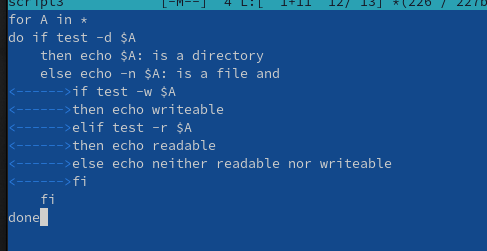 script3 [-M--] 4 L:[ 1+11 12/ 13] *(226 / 227b
for A in *
do if test -d $A
    then echo $A: is a directory
    else echo -n $A: is a file and
<------>if test -w $A
<------>then echo writeable
<------>elif test -r $A
<------>then echo readable
<------>else echo neither readable nor writeable
<------>fi
    fi
done